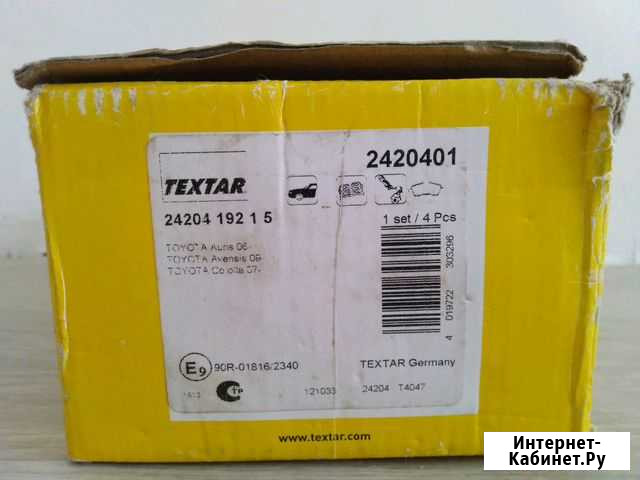 TEXTAR
2420401
24204 192 1 5
1 set / 4 Pcs
TOYOTA Auris 06-
TOYOTA Avensis 09-
TOYOTA Corolla 07-
4 019722 303296
E9 90R-01816/2340
TEXTAR Germany
121033
24204 T4047
www.textar.com
Интернет-
Кабинет.Ру